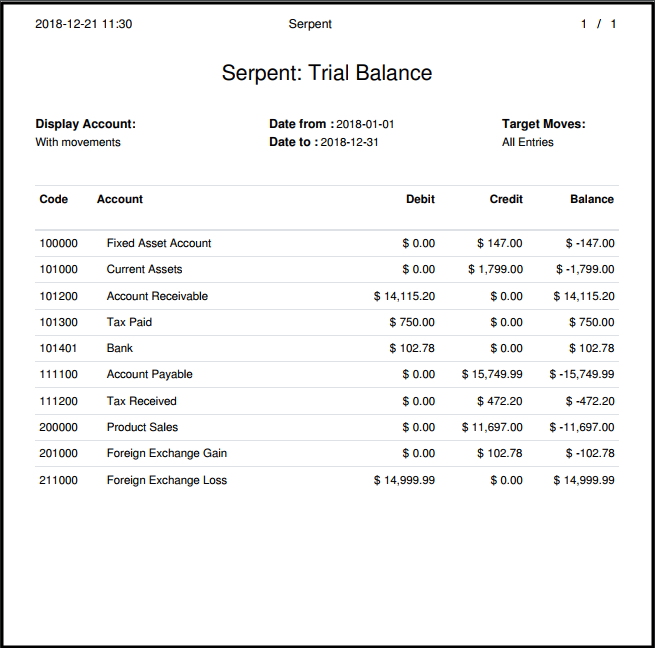 2018-12-21 11:30 Serpent 1 / 1
Serpent: Trial Balance
Display Account: Date from : 2018-01-01 Target Moves:
With movements Date to : 2018-12-31 All Entries
Code Account Debit Credit Balance
100000 Fixed Asset Account $ 0.00 $ 147.00 $ -147.00
101000 Current Assets $ 0.00 $ 1,799.00 $ -1,799.00
101200 Account Receivable $ 14,115.20 $ 0.00 $ 14,115.20
101300 Tax Paid $ 750.00 $ 0.00 $ 750.00
101401 Bank $ 102.78 $ 0.00 $ 102.78
111100 Account Payable $ 0.00 $ 15,749.99 $ -15,749.99
111200 Tax Received $ 0.00 $ 472.20 $ -472.20
200000 Product Sales $ 0.00 $ 11,697.00 $ -11,697.00
201000 Foreign Exchange Gain $ 0.00 $ 102.78 $ -102.78
211000 Foreign Exchange Loss $ 14,999.99 $ 0.00 $ 14,999.99